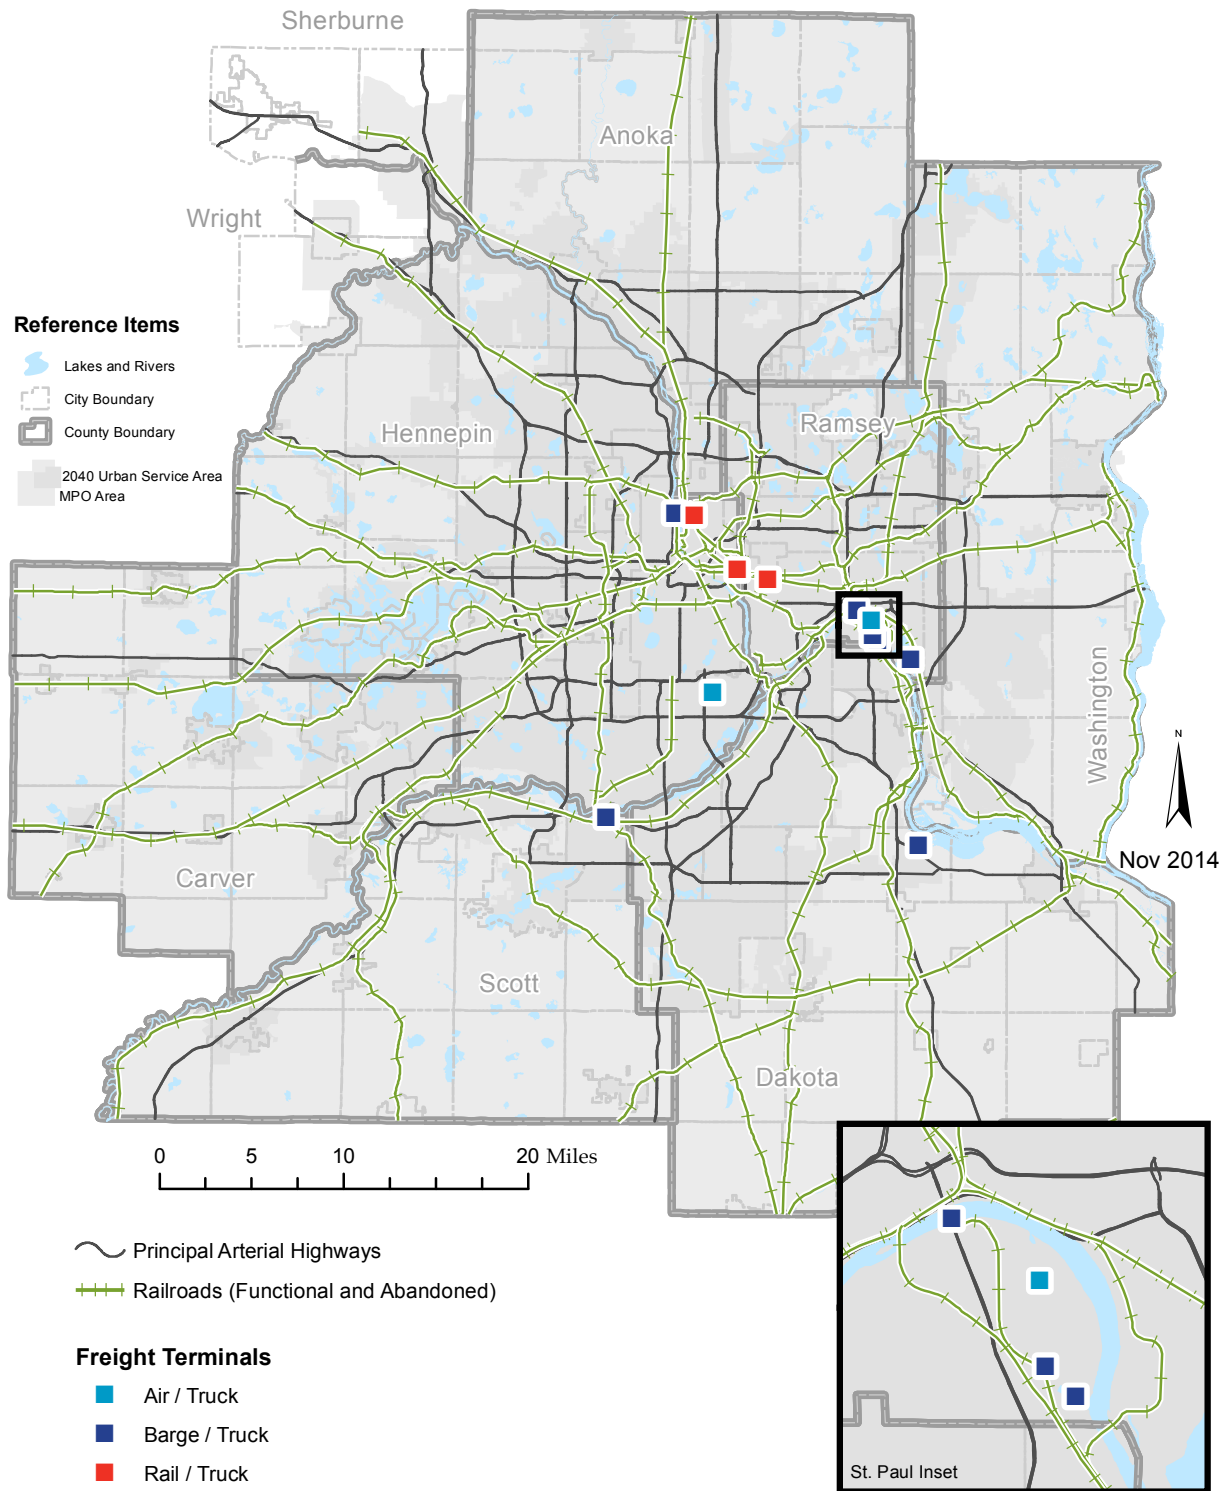 Sherburne
Anoka
Wright
Reference Items
Lakes and Rivers
City Boundary
County Boundary
2040 Urban Service Area
MPO Area
Hennepin
Ramsey
Washington
N
Nov 2014
Carver
Scott
Dakota
0 5 10 20 Miles
Principal Arterial Highways
Railroads (Functional and Abandoned)
Freight Terminals
Air / Truck
Barge / Truck
Rail / Truck
St. Paul Inset